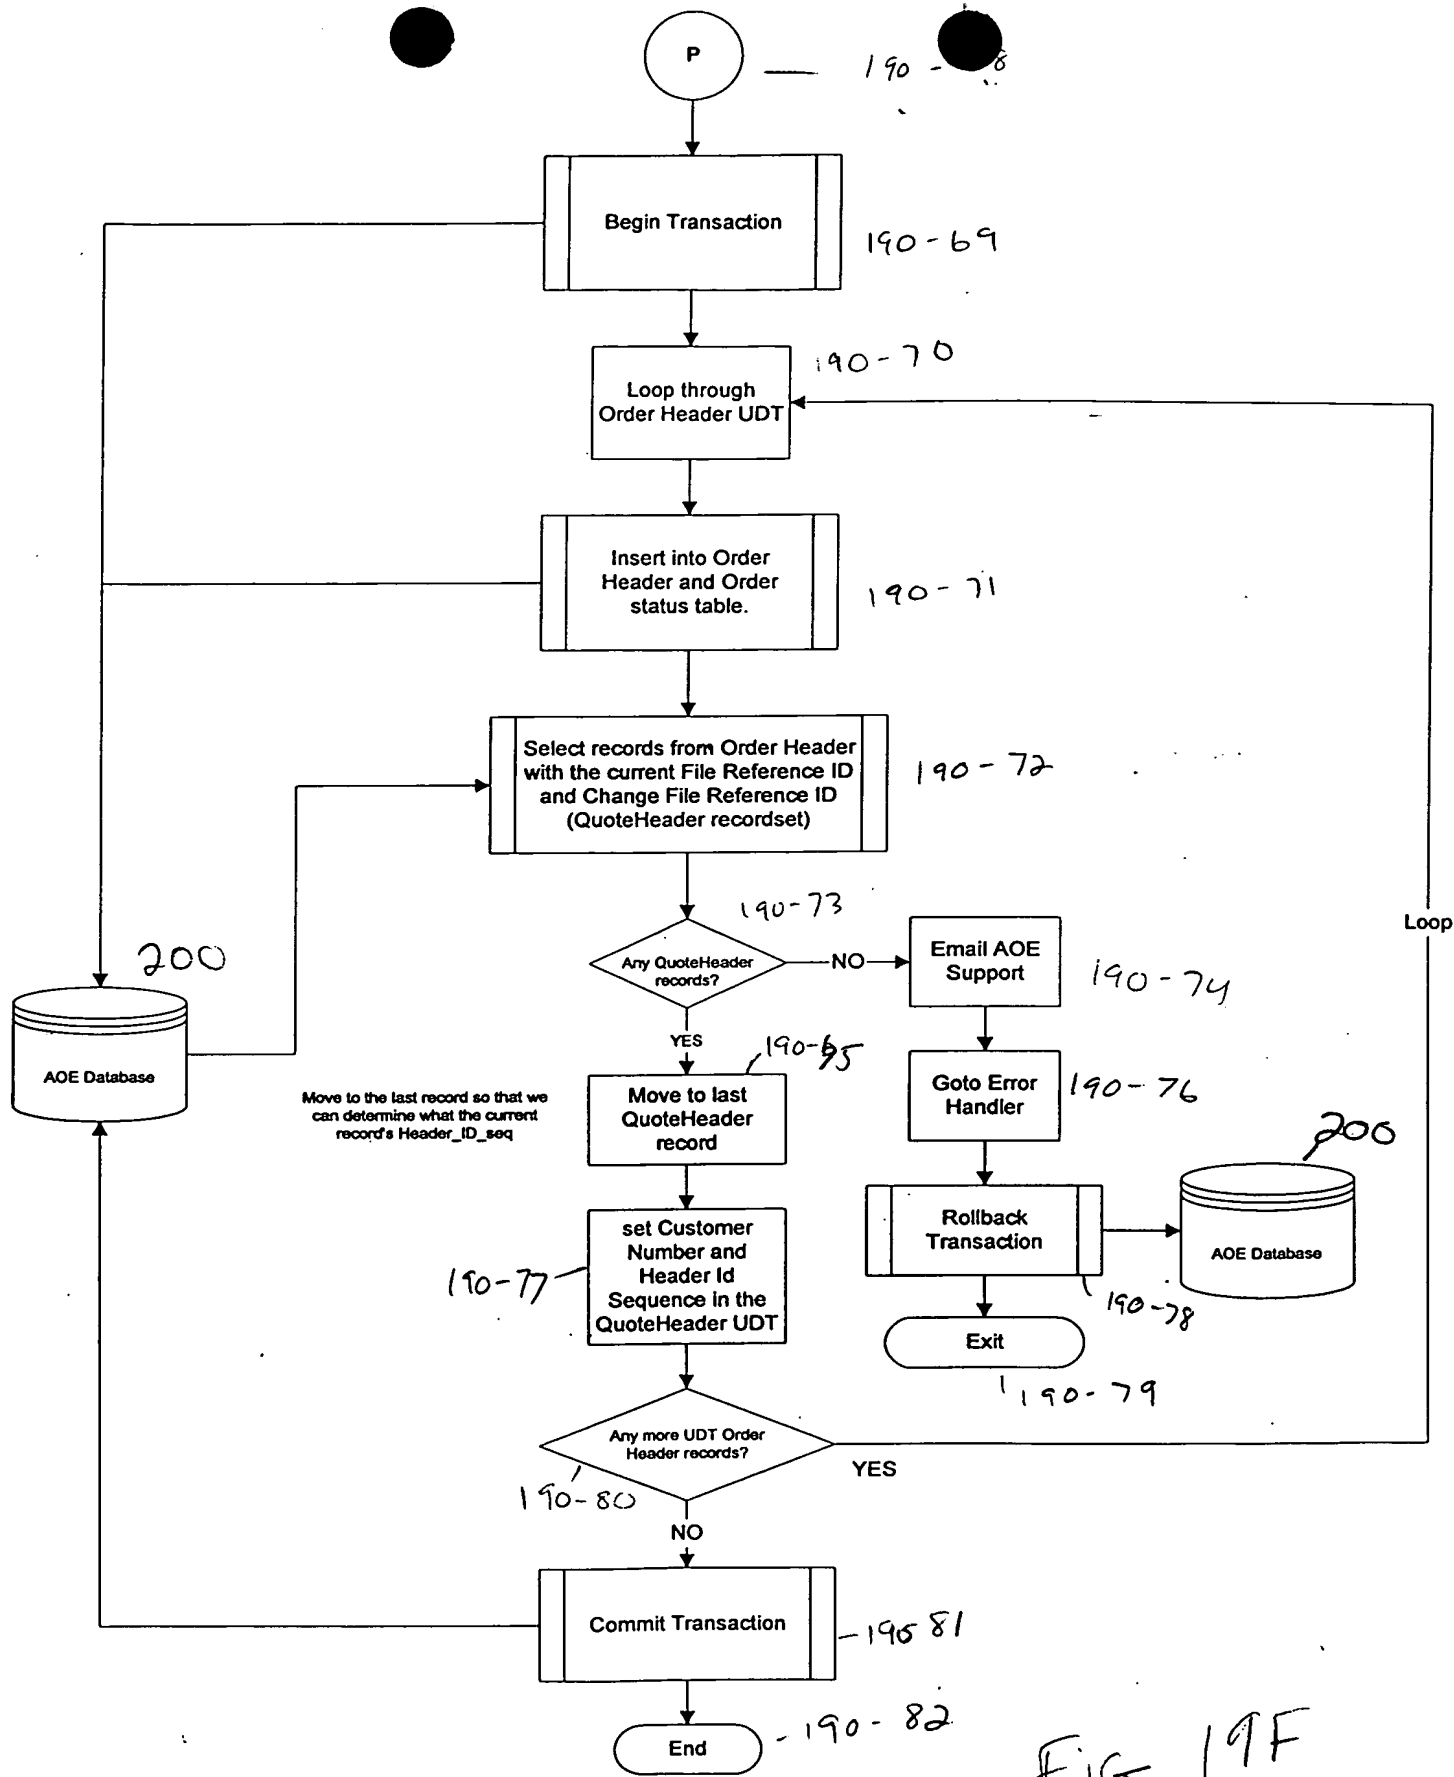 P
Begin Transaction
190-69
190-70
Loop through
Order Header UDT
Insert into Order
Header and Order
status table.
190-71
Select records from Order Header
with the current File Reference ID
and Change File Reference ID
(QuoteHeader recordset)
190-72
190-73
Any QuoteHeader
records?
NO
Email AOE
Support
190-74
Loop
200
AOE Database
YES
Move to the last record so that we
can determine what the current
record's Header_ID_seq
Move to last
QuoteHeader
record
Goto Error
Handler
190-76
200
set Customer
Number and
Header Id
Sequence in the
QuoteHeader UDT
190-77
Rollback
Transaction
190-78
AOE Database
Exit
190-79
Any more UDT Order
Header records?
190-80
YES
NO
Commit Transaction
190 81
End
190-82
Fig 19F